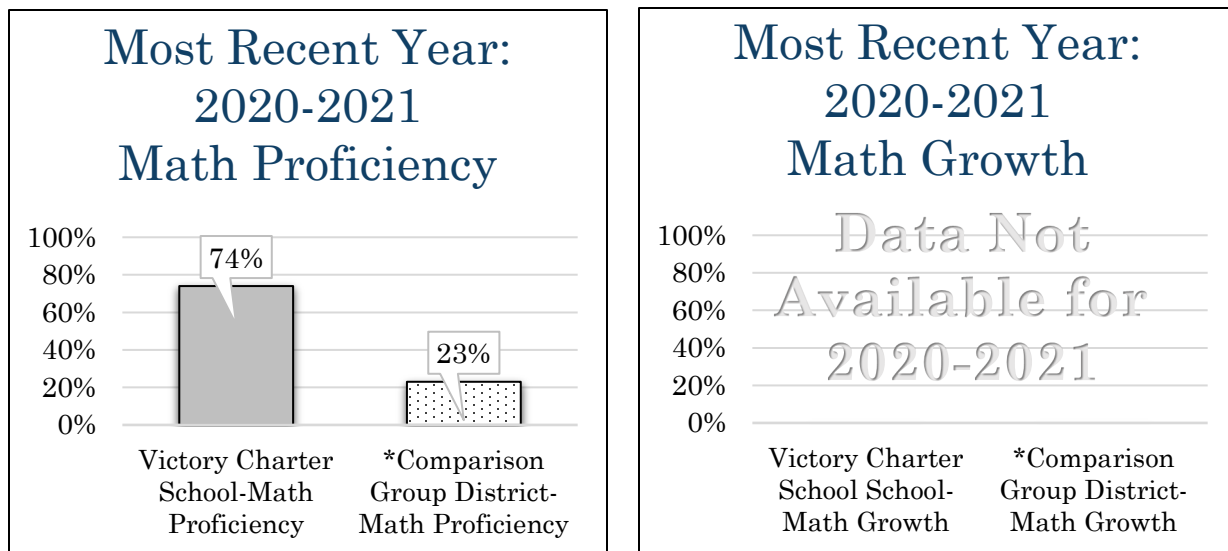 Most Recent Year:
2020-2021
Math Proficiency
100%
80%
60%
40%
20%
0%
74%
23%
Victory Charter
School-Math
Proficiency
*Comparison
Group District-
Math Proficiency
Most Recent Year:
2020-2021
Math Growth
100%
80%
60%
40%
20%
0%
Data Not
Available for
2020-2021
Victory Charter
School School-
Math Growth
*Comparison
Group District-
Math Growth